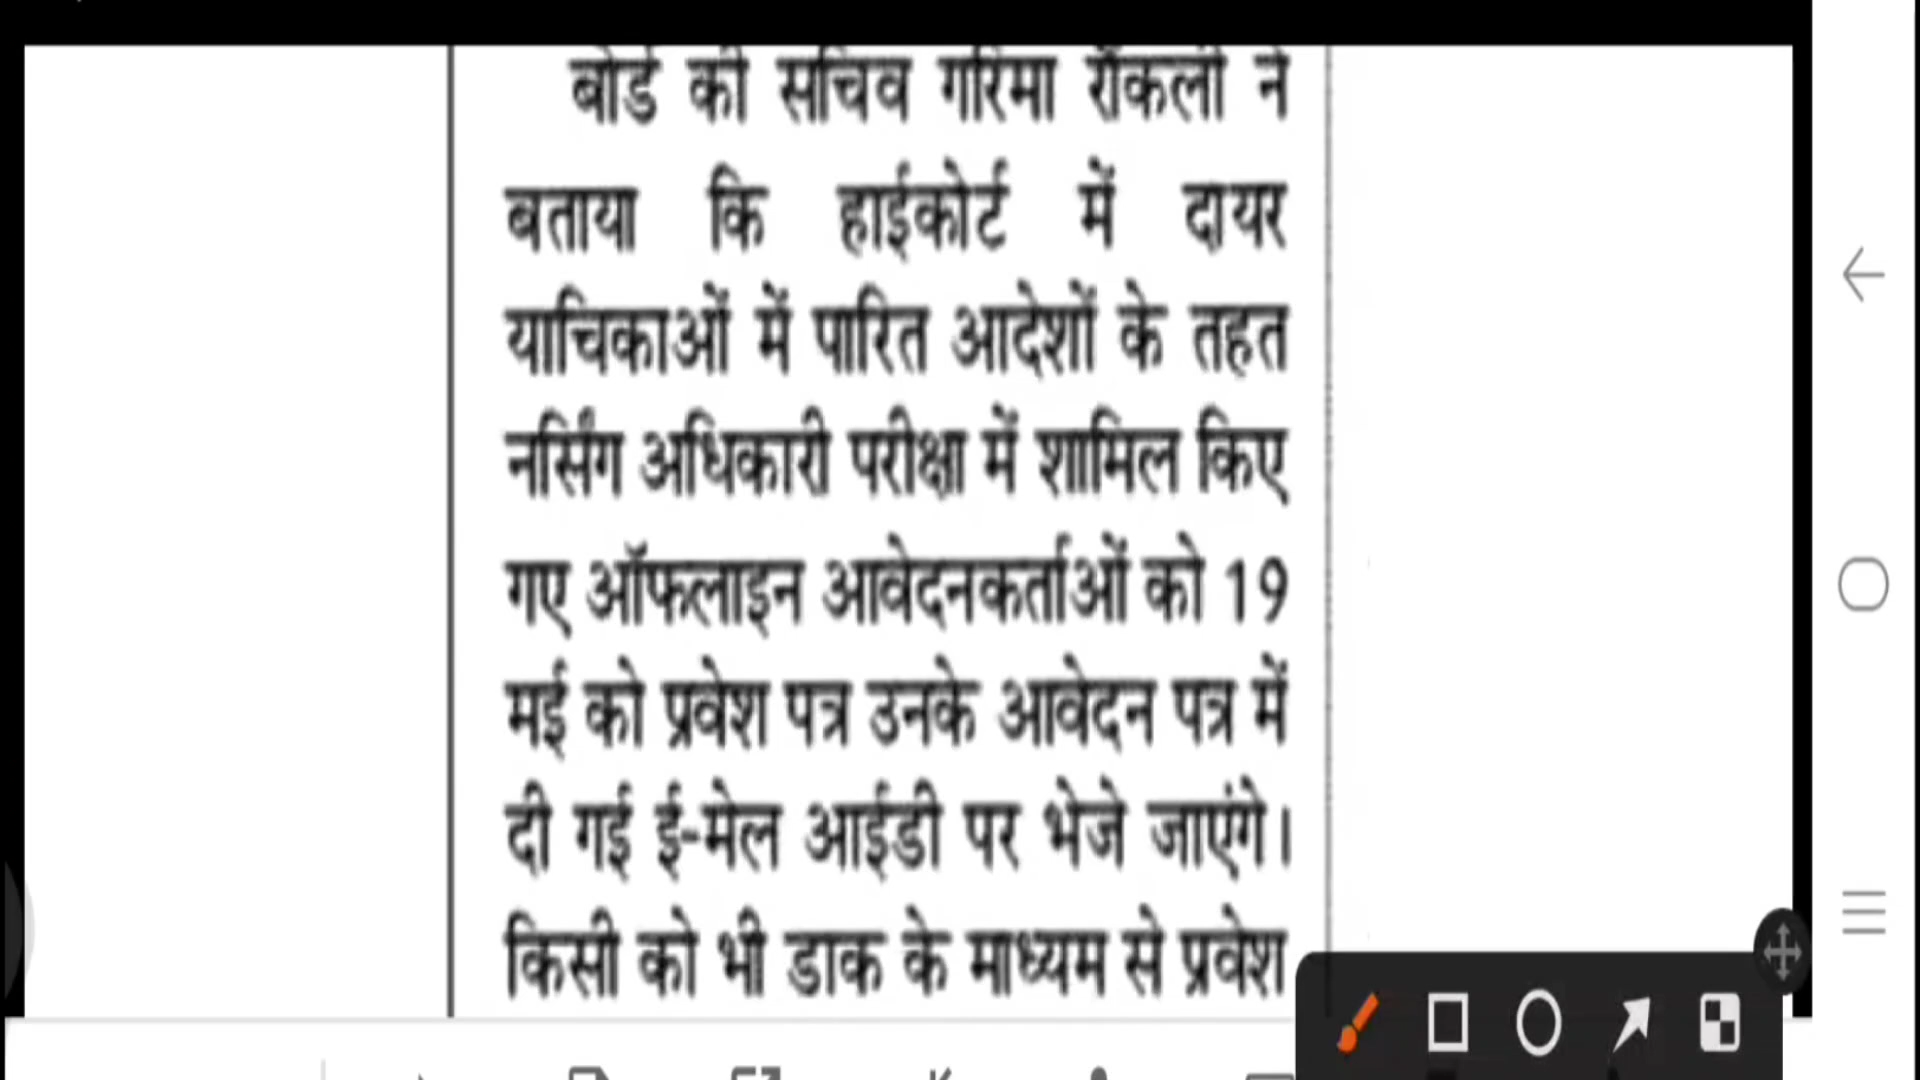 बोर्ड की सचिव गरिमा रौंकली ने
बताया कि हाईकोर्ट में दायर
याचिकाओं में पारित आदेशों के तहत
नर्सिंग अधिकारी परीक्षा में शामिल किए
गए ऑफलाइन आवेदनकर्ताओं को 19
मई को प्रवेश पत्र उनके आवेदन पत्र में
दी गई ई-मेल आईडी पर भेजे जाएंगे।
किसी को भी डाक के माध्यम से प्रवेश